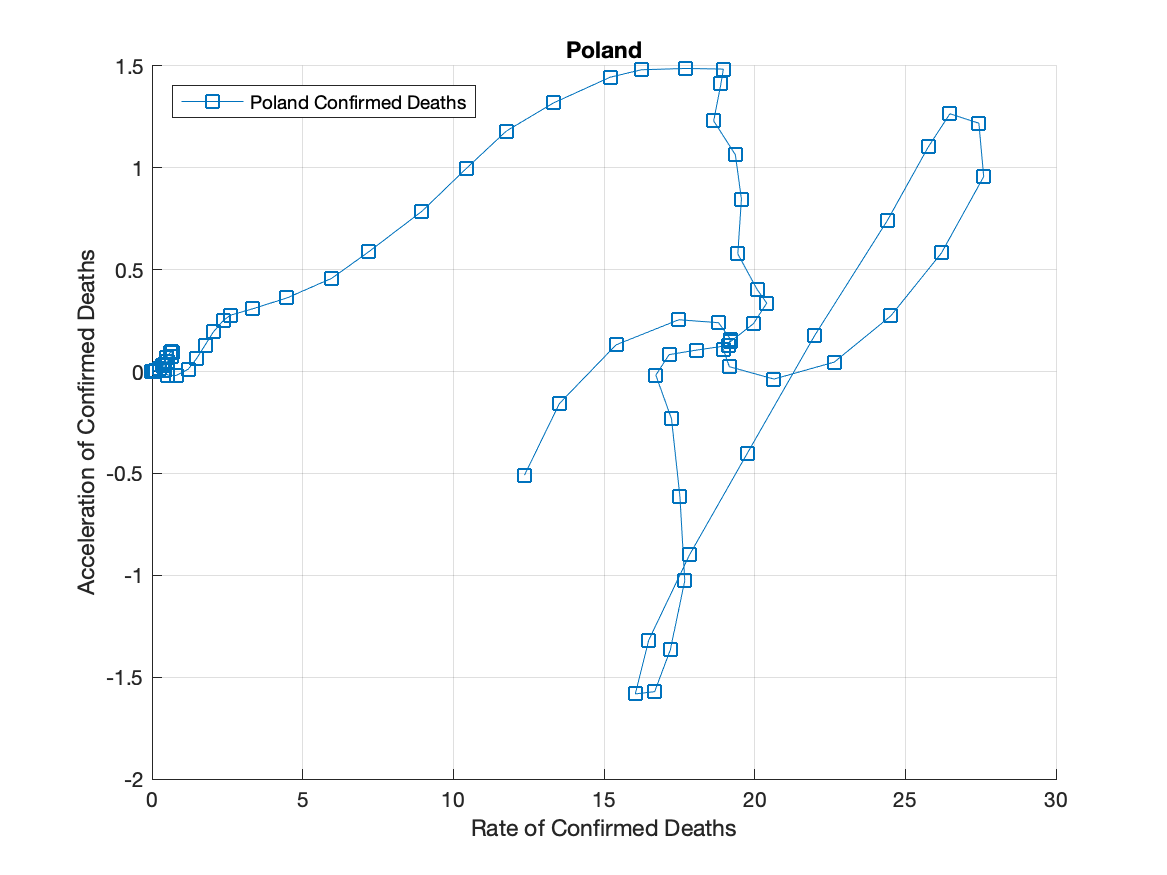 Poland
1.5
Poland Confirmed Deaths
1
0.5
0
-0.5
-1
-1.5
-2
Acceleration of Confirmed Deaths
0 5 10 15 20 25 30
Rate of Confirmed Deaths